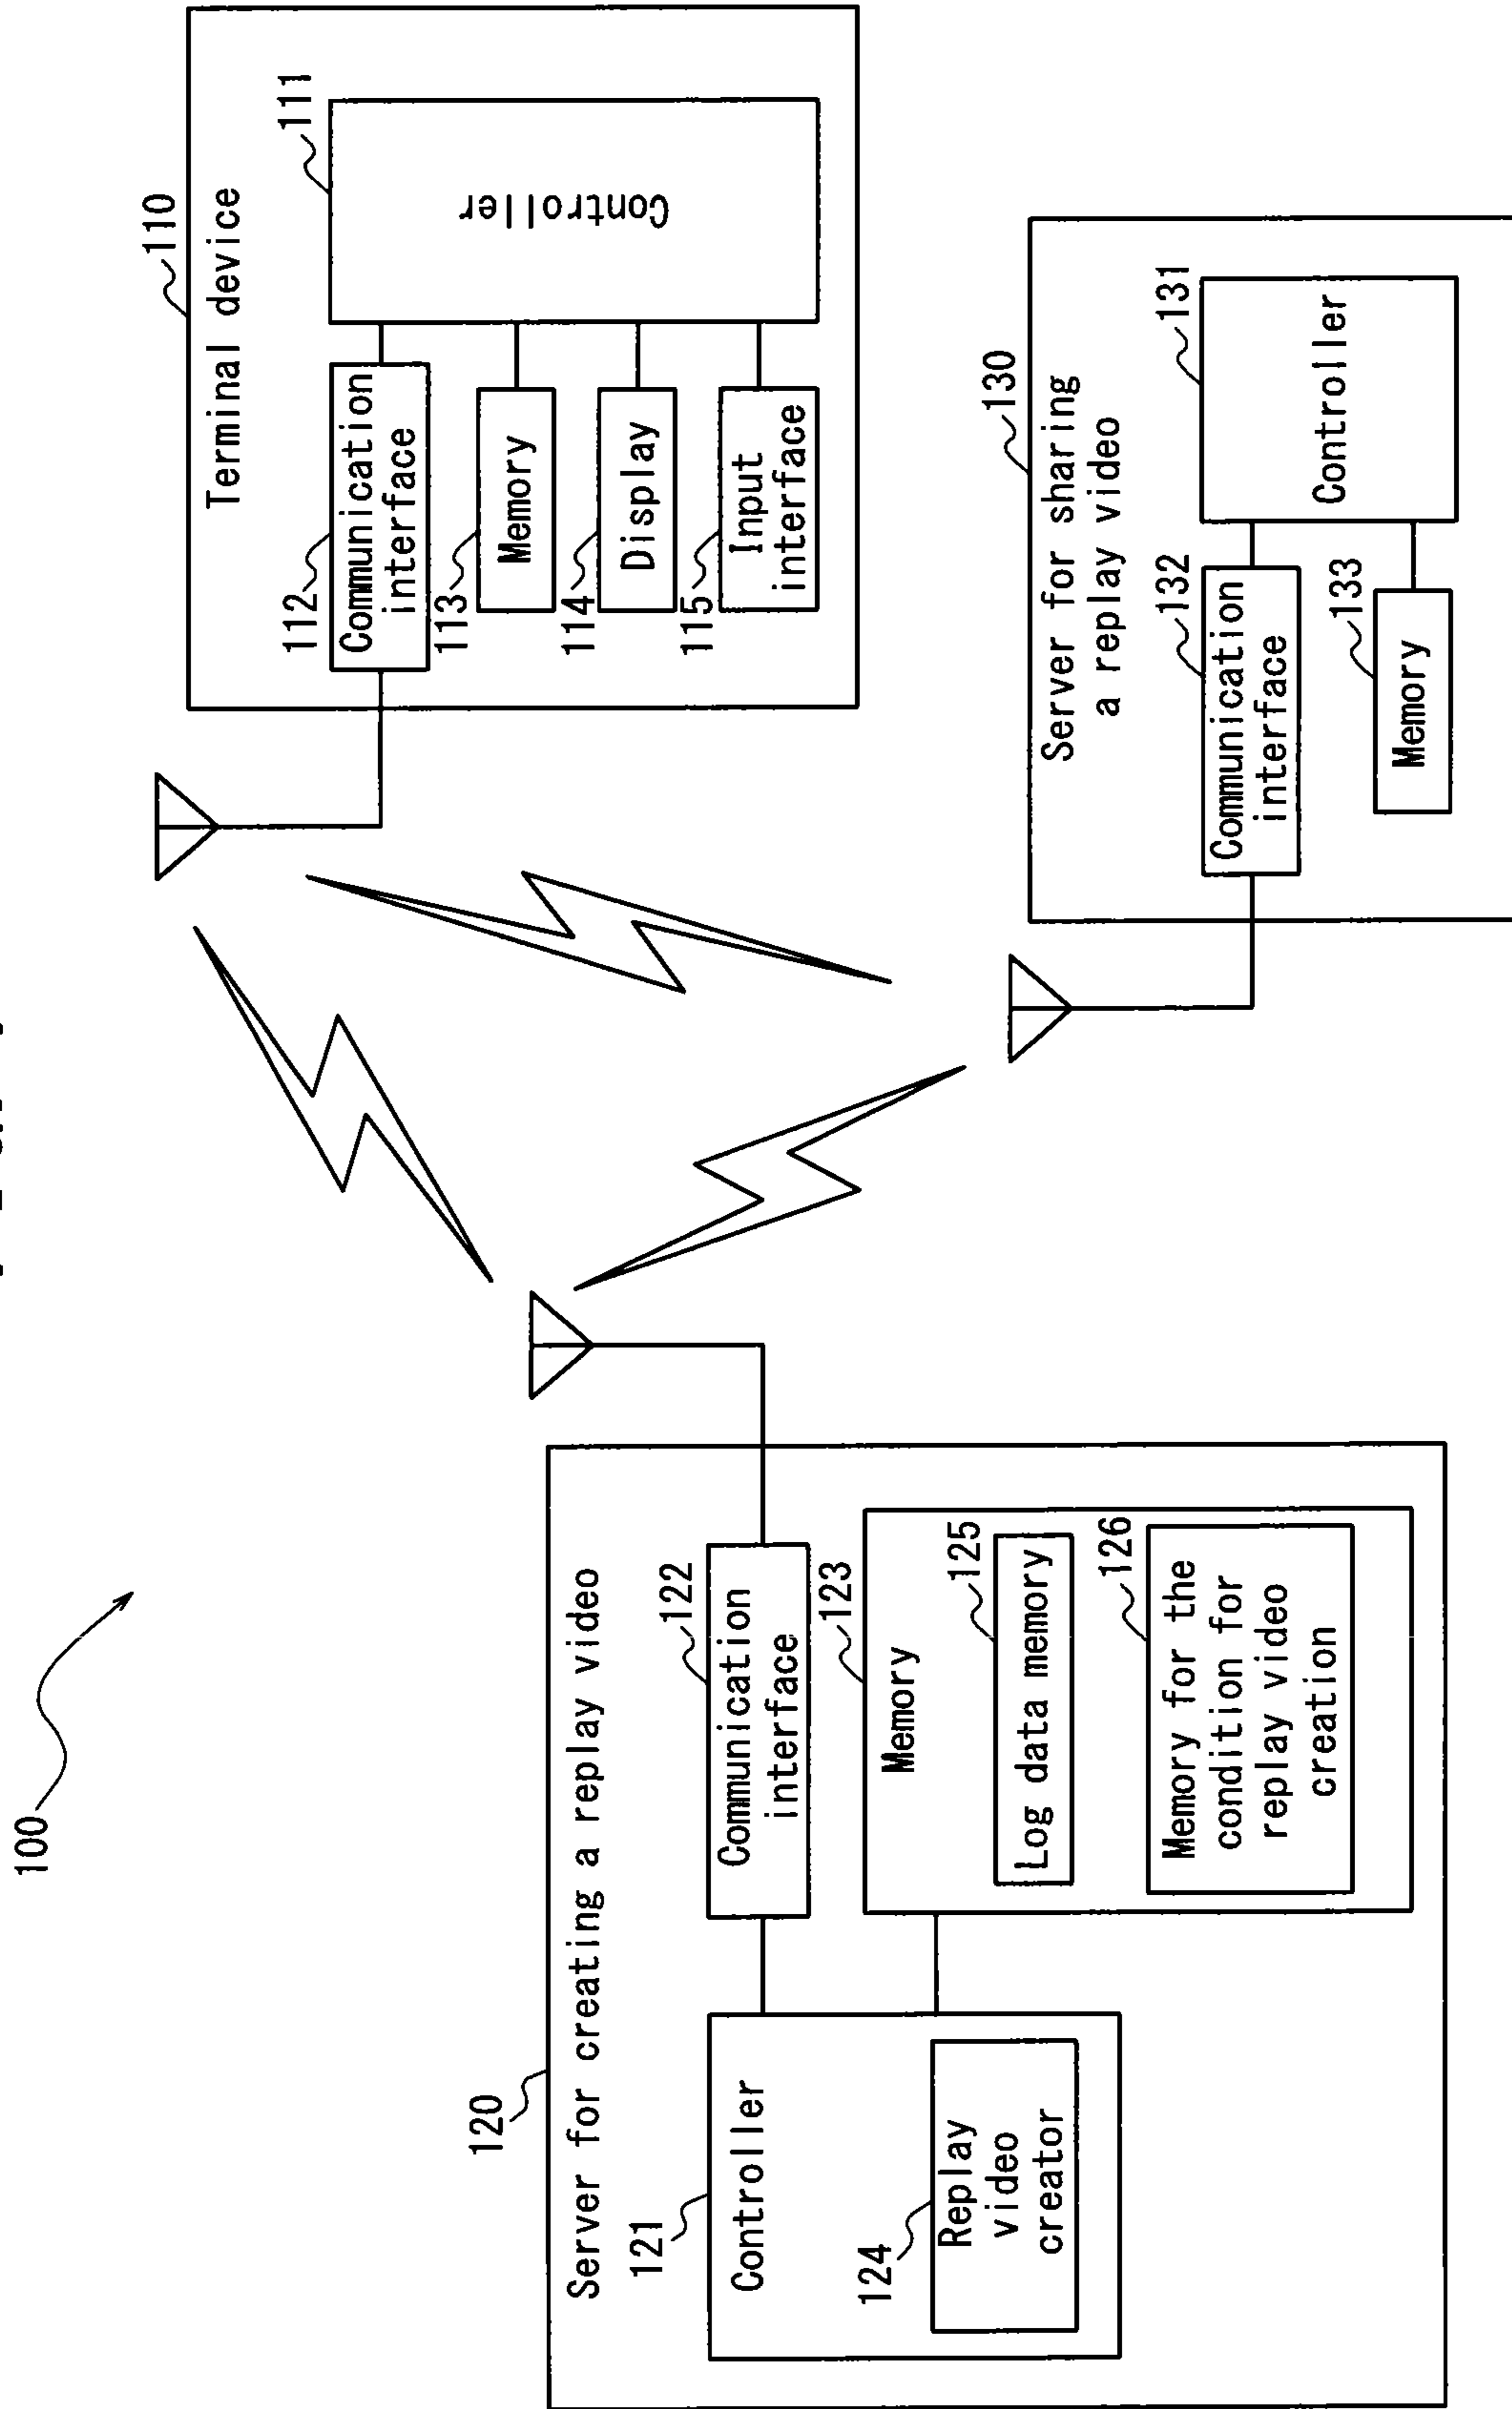 100
120
Server for creating a replay video
121
Controller
124
Replay
video
creator
122
Communication
interface
123
Memory
125
Log data memory
126
Memory for the
condition for
replay video
creation
110
Terminal device
112
Communication
interface
113
Memory
114
Display
115
Input
interface
111
Controller
130
Server for sharing
a replay video
132
Communication
interface
133
Memory
131
Controller